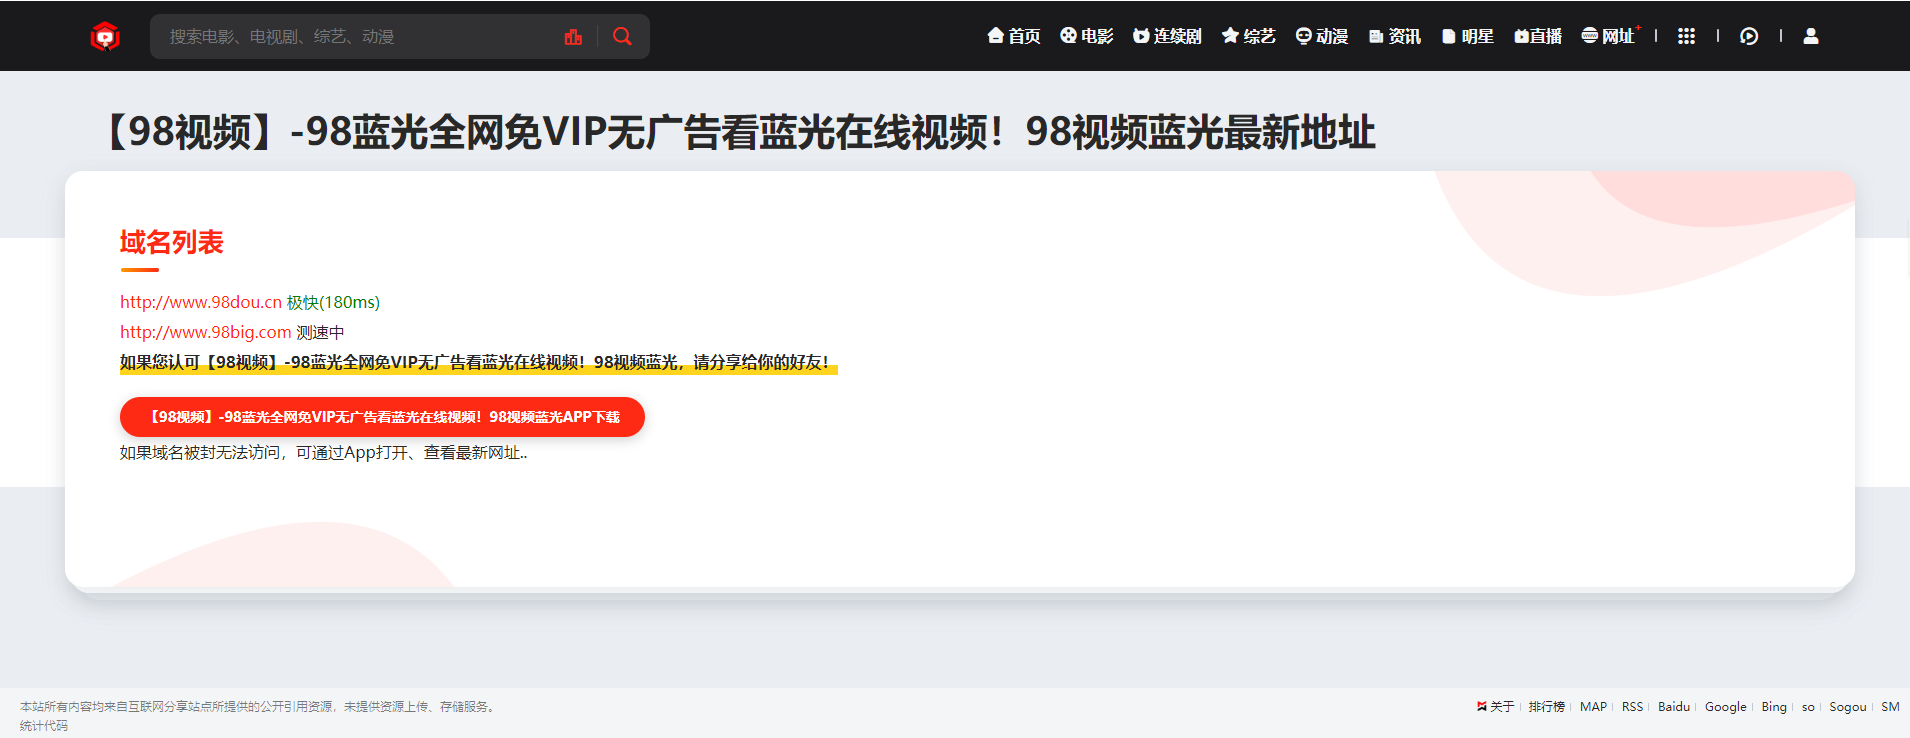 搜索电影、电视剧、综艺、动漫
首页 电影 连续剧 综艺 动漫 资讯 明星 直播 网址+
【98视频】-98蓝光全网免VIP无广告看蓝光在线视频！98视频蓝光最新地址
域名列表
http://www.98dou.cn 极快(180ms)
http://www.98big.com 测速中
如果您认可【98视频】-98蓝光全网免VIP无广告看蓝光在线视频！98视频蓝光，请分享给你的好友！
【98视频】-98蓝光全网免VIP无广告看蓝光在线视频！98视频蓝光APP下载
如果域名被封无法访问，可通过App打开、查看最新网址..
本站所有内容均来自互联网分享站点所提供的公开引用资源，未提供资源上传、存储服务。
统计代码
关于 排行榜 MAP RSS Baidu Google Bing so Sogou SM